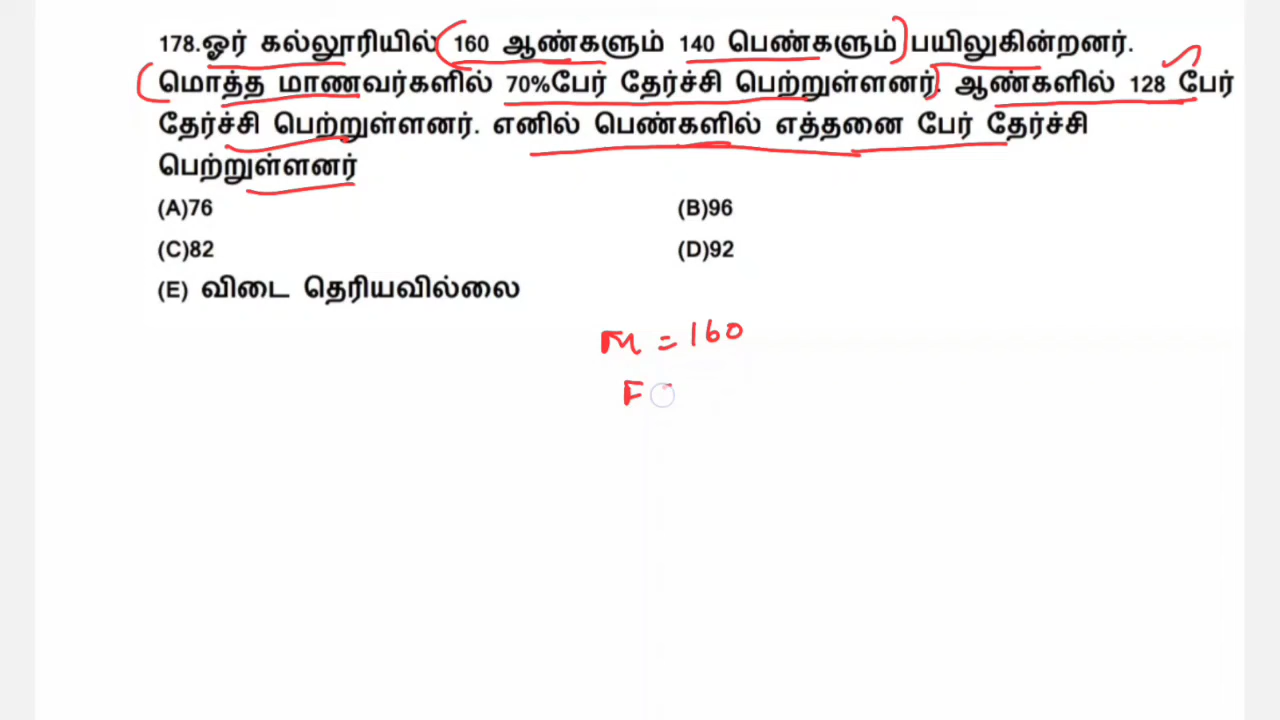 178.ஓர் கல்லூரியில் 160 ஆண்களும் 140 பெண்களும் பயிலுகின்றனர்.
மொத்த மாணவர்களில் 70%பேர் தேர்ச்சி பெற்றுள்ளனர். ஆண்களில் 128 பேர்
தேர்ச்சி பெற்றுள்ளனர். எனில் பெண்களில் எத்தனை பேர் தேர்ச்சி
பெற்றுள்ளனர்
(A)76 (B)96
(C)82 (D)92
(E) விடை தெரியவில்லை
M = 160
F